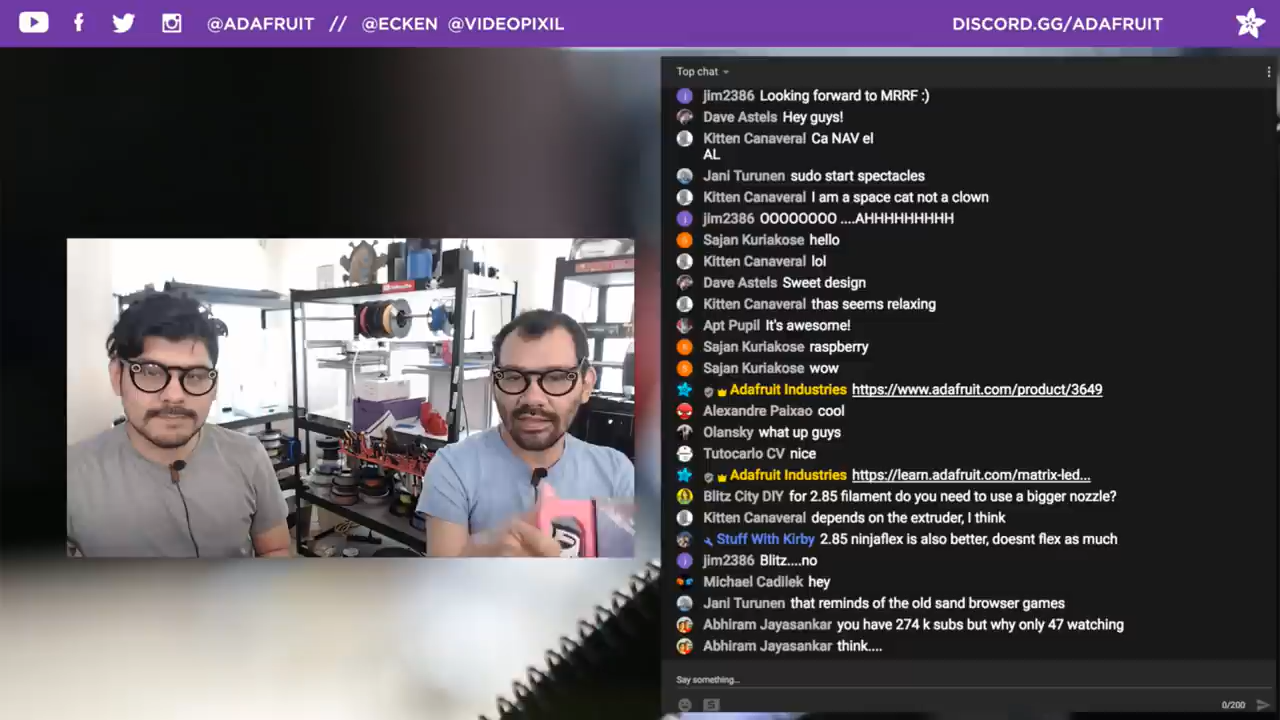 @ADAFRUIT // @ECKEN @VIDEOPIXIL
DISCORD.GG/ADAFRUIT
Top chat
jim2386 Looking forward to MRRF :)
Dave Astels Hey guys!
Kitten Canaveral Ca NAV el
AL
Jani Turunen sudo start spectacles
Kitten Canaveral I am a space cat not a clown
jim2386 OOOOOOOO ....AHHHHHHHHH
Sajan Kuriakose hello
Kitten Canaveral lol
Dave Astels Sweet design
Kitten Canaveral thas seems relaxing
Apt Pupil It's awesome!
Sajan Kuriakose raspberry
Sajan Kuriakose wow
Adafruit Industries https://www.adafruit.com/product/3649
Alexandre Paixao cool
Olansky what up guys
Tutocarlo CV nice
Adafruit Industries https://learn.adafruit.com/matrix-led...
Blitz City DIY for 2.85 filament do you need to use a bigger nozzle?
Kitten Canaveral depends on the extruder, I think
Stuff With Kirby 2.85 ninjaflex is also better, doesnt flex as much
jim2386 Blitz....no
Michael Cadilek hey
Jani Turunen that reminds of the old sand browser games
Abhiram Jayasankar you have 274 k subs but why only 47 watching
Abhiram Jayasankar think....
Say something...
0/200